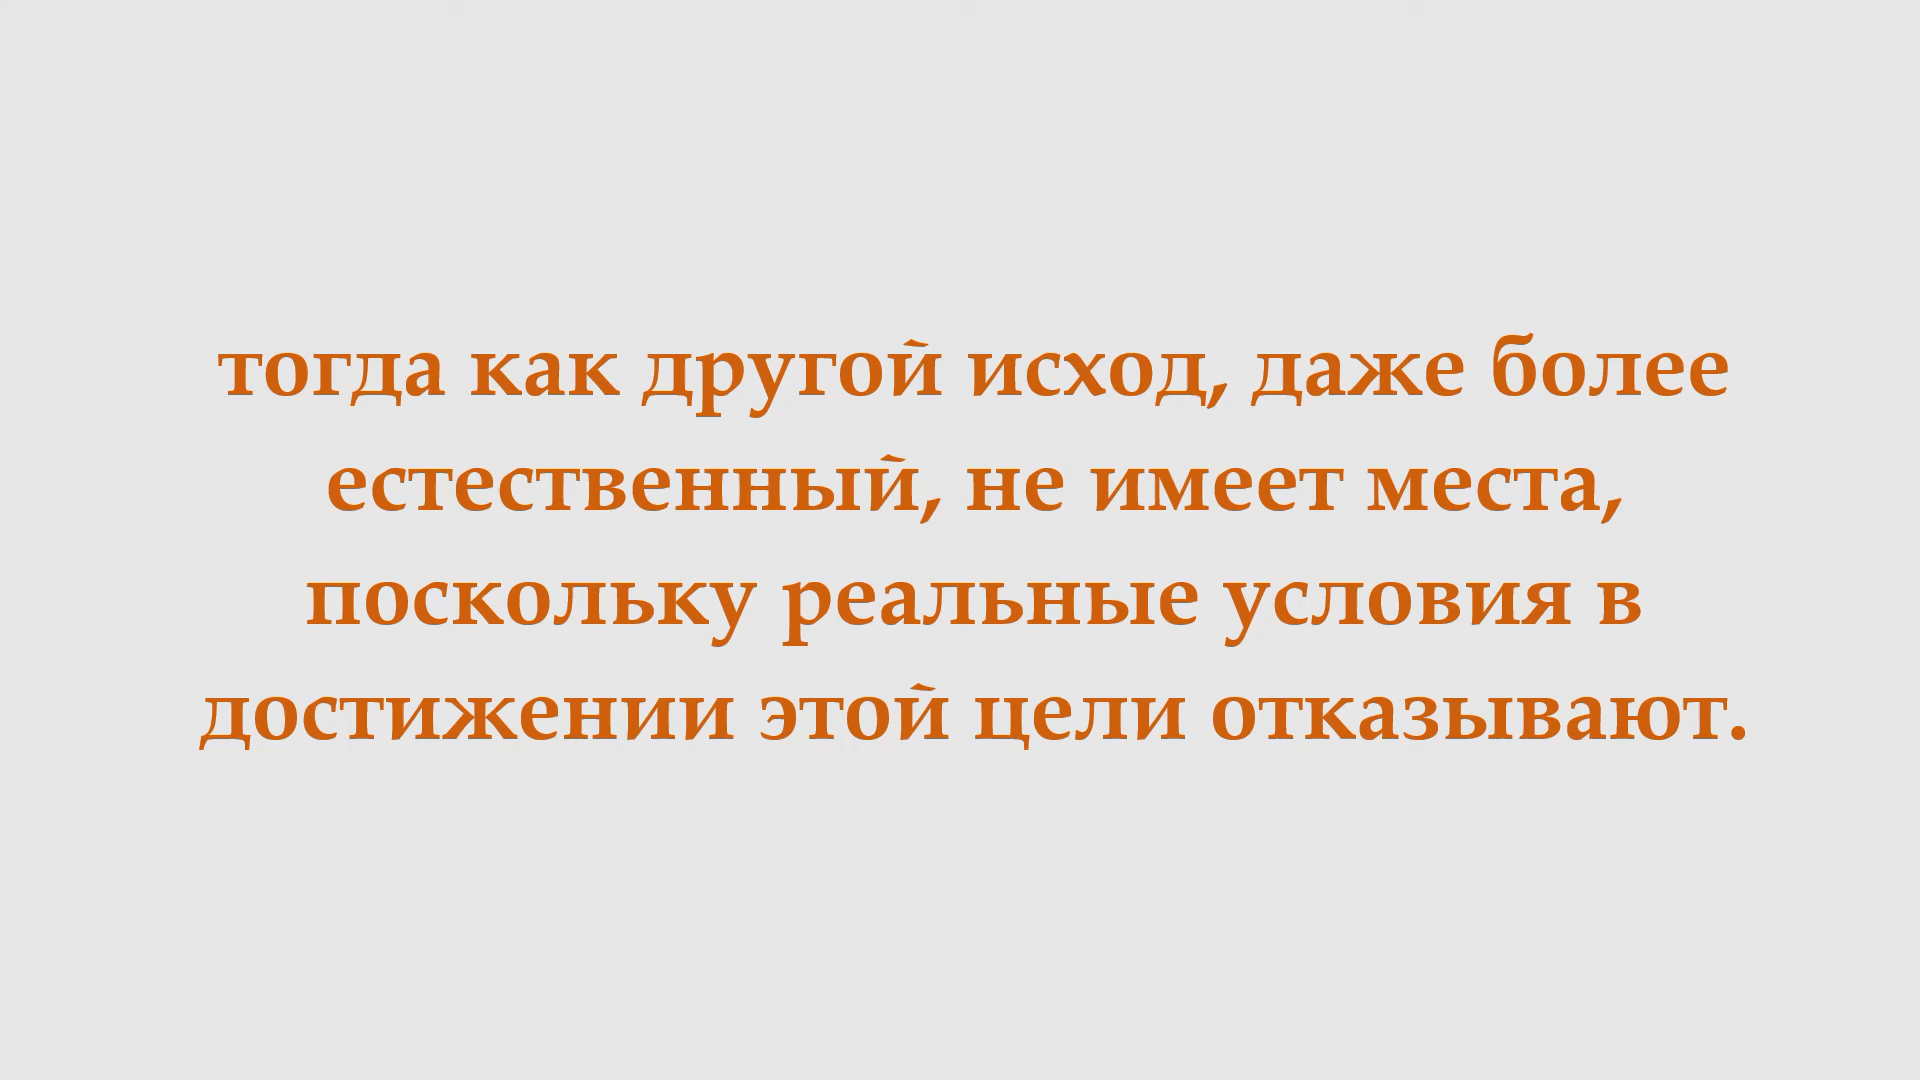 тогда как другой исход, даже более
естественный, не имеет места,
поскольку реальные условия в
достижении этой цели отказывают.